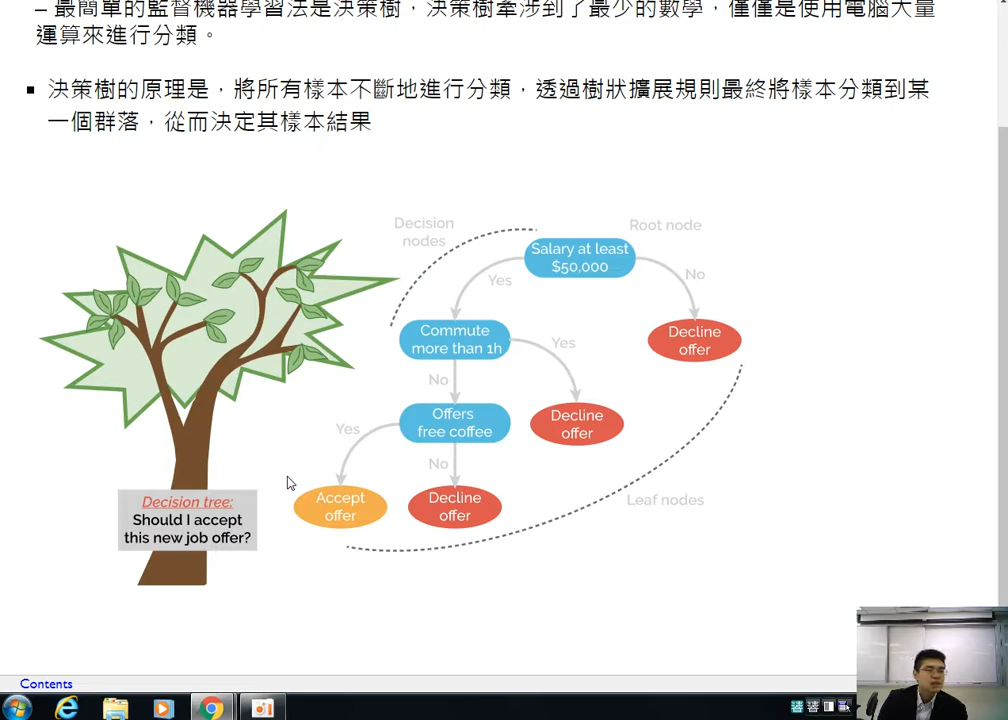 – 最簡單的監督機器學習法是決策樹，決策樹牽涉到了最少的數學，僅僅是使用電腦大量
運算來進行分類。
▪ 決策樹的原理是，將所有樣本不斷地進行分類，透過樹狀擴展規則最終將樣本分類到某
一個群落，從而決定其樣本結果
Decision
nodes
Root node
Salary at least
$50,000
Yes
No
Commute
more than 1h
Decline
offer
Yes
No
Offers
free coffee
Decline
offer
Yes
No
Accept
offer
Decline
offer
Leaf nodes
Decision tree:
Should I accept
this new job offer?
Contents